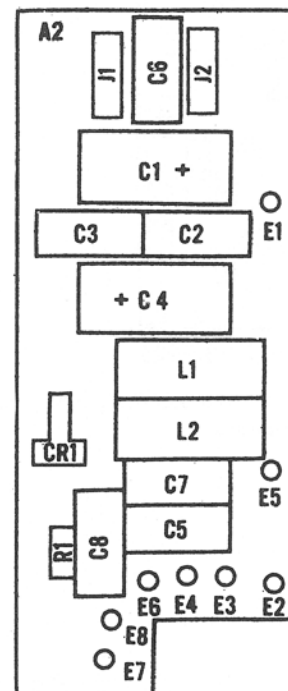 A2
J1 C6 J2
C1 +
C3 C2
E1
+ C4
L1
L2
CR1
C7
E5
R1 C8 C5
E6 E4 E3 E2
E8
E7